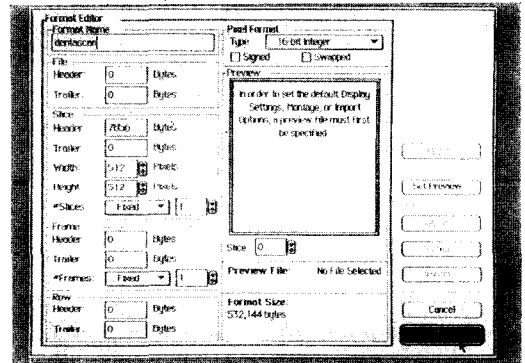 Format Editor
Format Name
dentascan
Pixel Format
Type 16-bit Integer
Signed Swapped
File
Header 0 Bytes
Trailer 0 Bytes
Preview
In order to set the default Display
Settings, Montage, or Import
Options, a preview file must first
be specified
Slice
Header 7856 Bytes
Trailer 0 Bytes
Width 512 Pixels
Height 512 Pixels
#Slices Fixed 1
Set Preview
Frame
Header 0 Bytes
Trailer 0 Bytes
#Frames: Fixed 1
Slice 0
Preview File: No File Selected
Row
Header 0 Bytes
Trailer 0 Bytes
Format Size:
532,144 bytes
Cancel